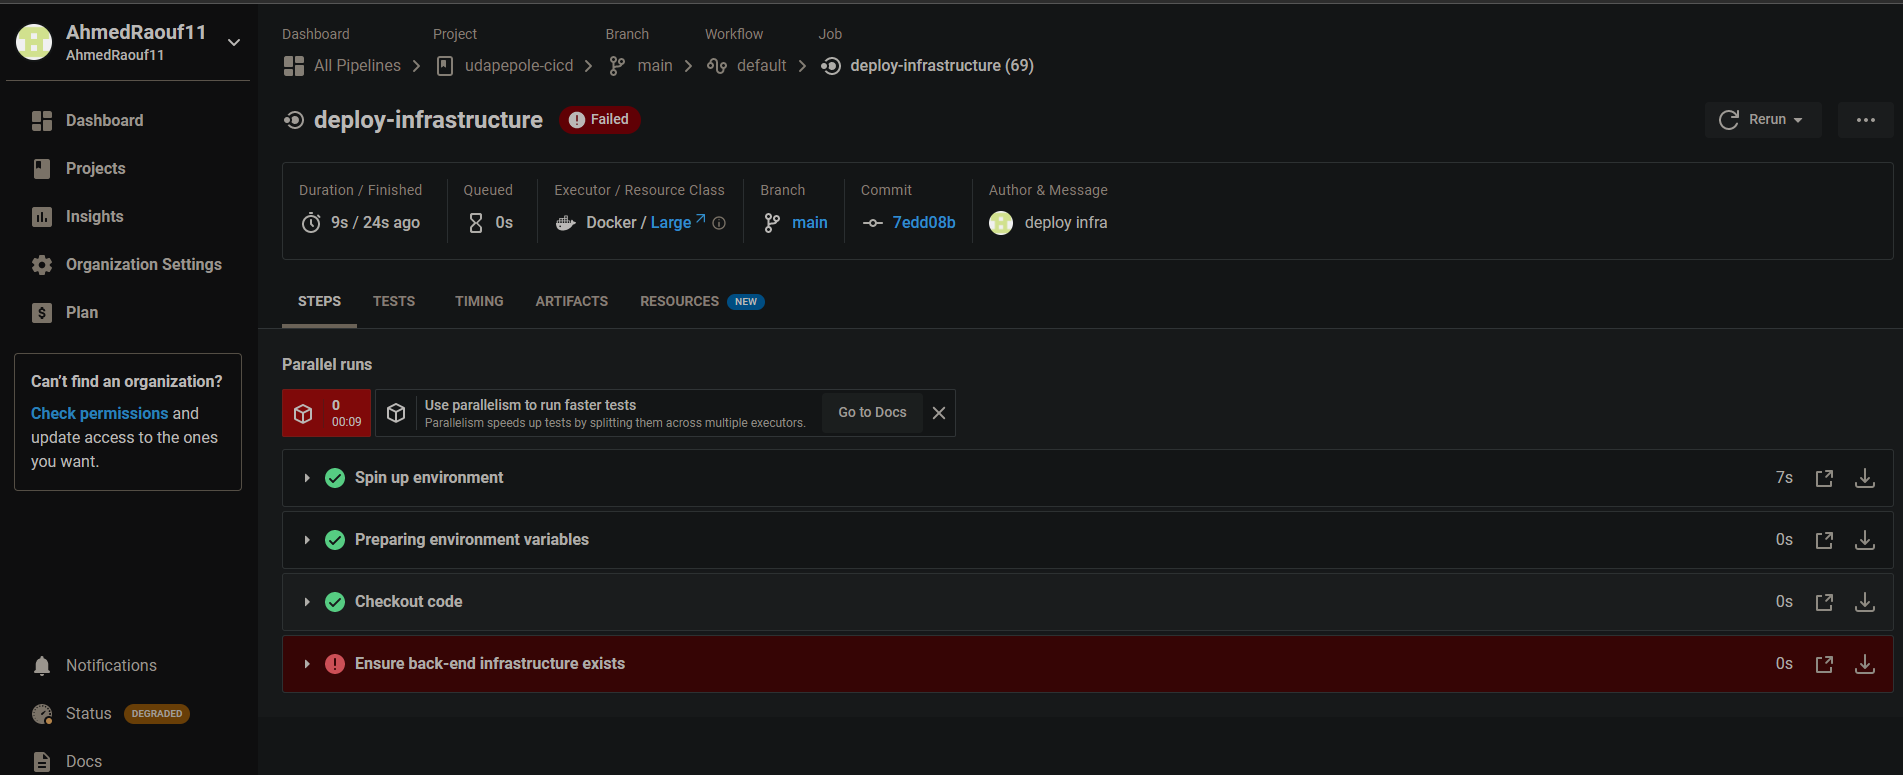 AhmedRaouf11
AhmedRaouf11
Dashboard
Projects
Insights
Organization Settings
Plan
Can't find an organization?
Check permissions and
update access to the ones
you want.
Notifications
Status DEGRADED
Docs
Dashboard Project Branch Workflow Job
All Pipelines udapepole-cicd main default deploy-infrastructure (69)
deploy-infrastructure Failed Rerun
Duration / Finished Queued Executor / Resource Class Branch Commit Author & Message
9s / 24s ago 0s Docker / Large main 7edd08b deploy infra
STEPS TESTS TIMING ARTIFACTS RESOURCES NEW
Parallel runs
0
00:09
Use parallelism to run faster tests
Parallelism speeds up tests by splitting them across multiple executors.
Go to Docs
Spin up environment 7s
Preparing environment variables 0s
Checkout code 0s
Ensure back-end infrastructure exists 0s